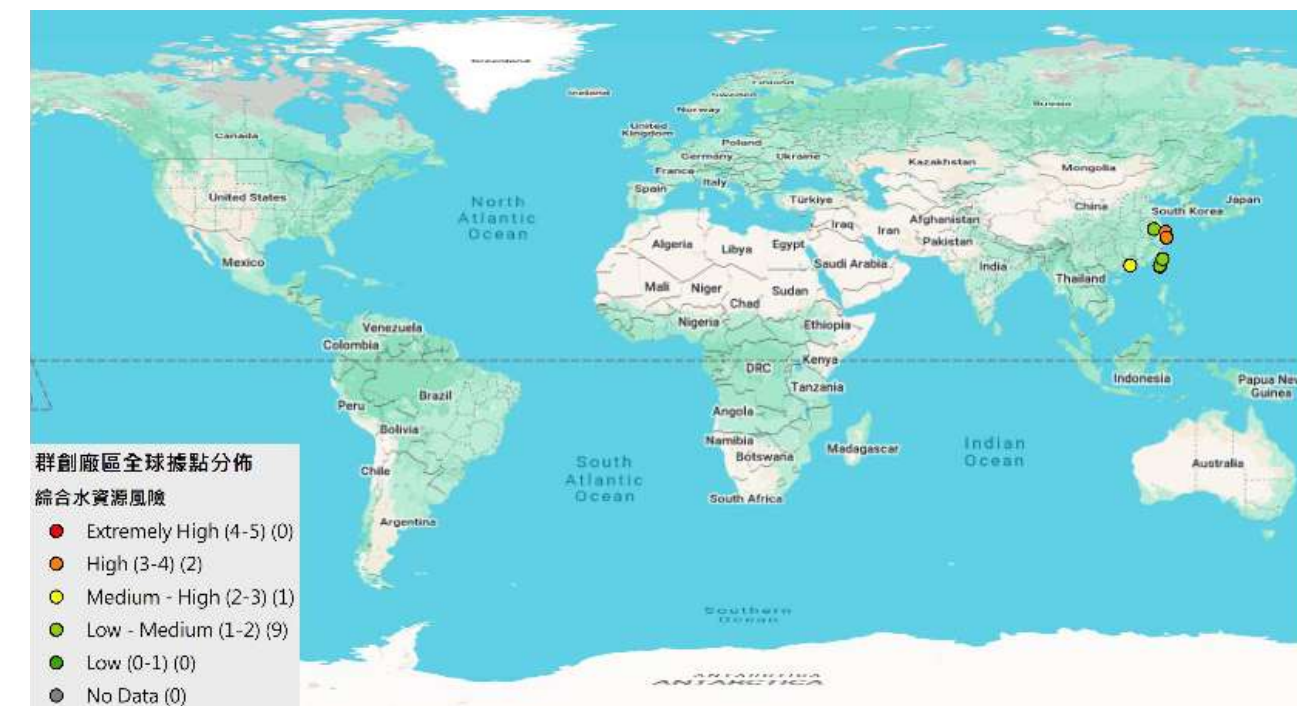 Greenland
Iceland
Finland
Sweden
Norway
Russia
Canada
United
Kingdom
Poland
Germany
Ukraine
France
Italy
Spain
Kazakhstan
Mongolia
United States
North
Atlantic
Ocean
Türkiye
China
South Korea
Japan
Iraq
Iran
Afghanistan
Pakistan
Algeria
Libya
Egypt
Saudi Arabia
Mexico
India
Thailand
Mali
Niger
Sudan
Chad
Nigeria
Ethiopia
Venezuela
Colombia
DRC
Kenya
Tanzania
Indonesia
Papua New
Guinea
Peru
Brazil
Angola
Bolivia
Namibia
Botswana
Madagascar
Indian
Ocean
Australia
Chile
South
Atlantic
Ocean
South Africa
Argentina
Southern
Ocean
ANTARCTICA
群創廠區全球據點分佈
綜合水資源風險
Extremely High (4-5) (0)
High (3-4) (2)
Medium - High (2-3) (1)
Low - Medium (1-2) (9)
Low (0-1) (0)
No Data (0)